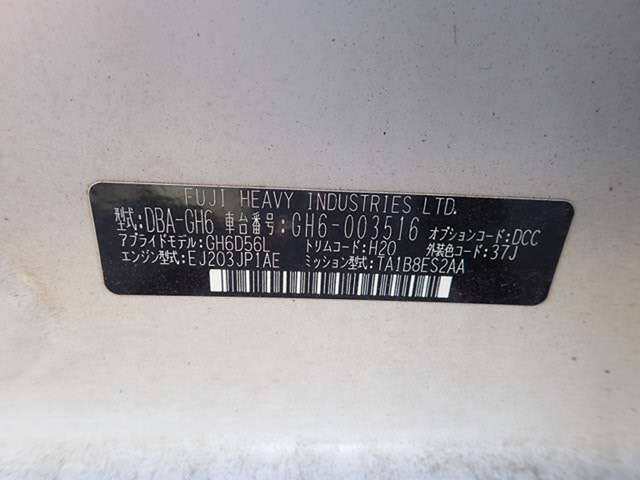 FUJI HEAVY INDUSTRIES LTD.
型式:DBA-GH6 車台番号:GH6-003516 オプションコード:DCC
アプライドモデル:GH6D56L トリムコード:H20 外装色コード:37J
エンジン型式:EJ203JP1AE ミッション型式:TA1B8ES2AA